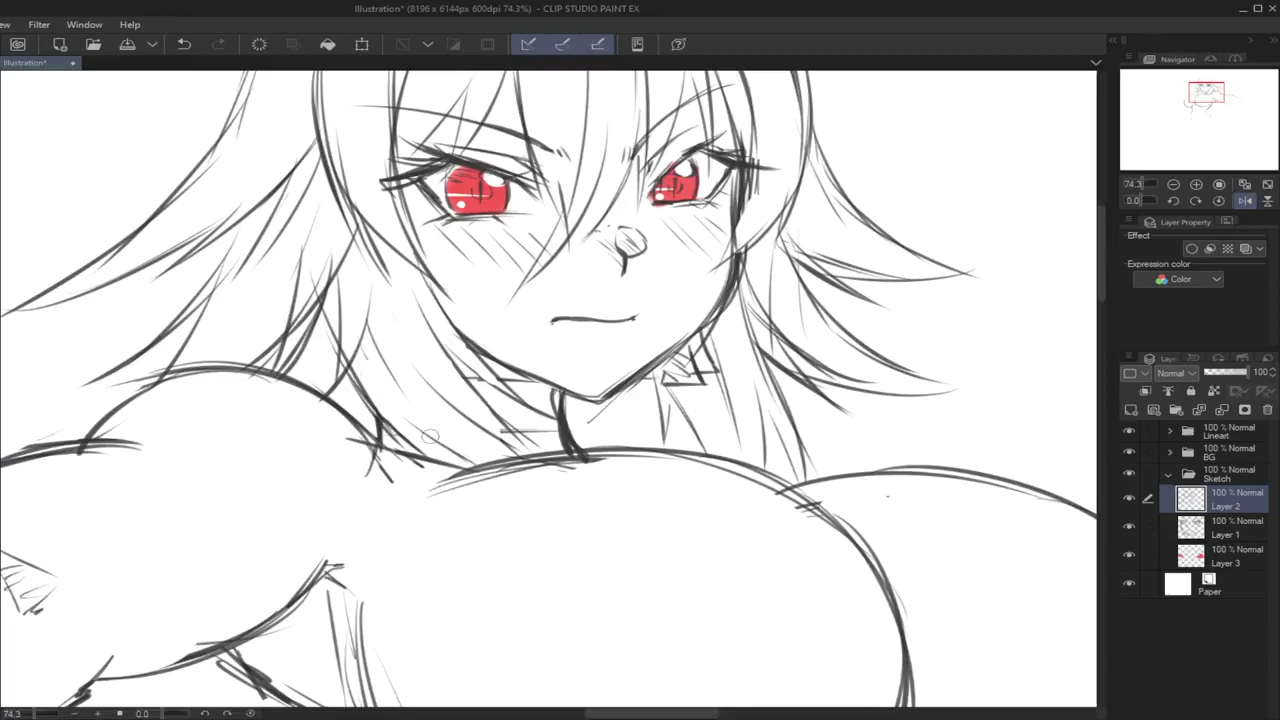 Illustration* (8196 x 6144px 600dpi 74.3%) - CLIP STUDIO PAINT EX
ew Filter Window Help
Illustration*
Navigator
74.3
0.0
Layer Property
Effect
Expression color
Color
Laye
Normal 100
100 % Normal
Lineart
100 % Normal
BG
100 % Normal
Sketch
100 % Normal
Layer 2
100 % Normal
Layer 1
100 % Normal
Layer 3
Paper
74.3 0.0